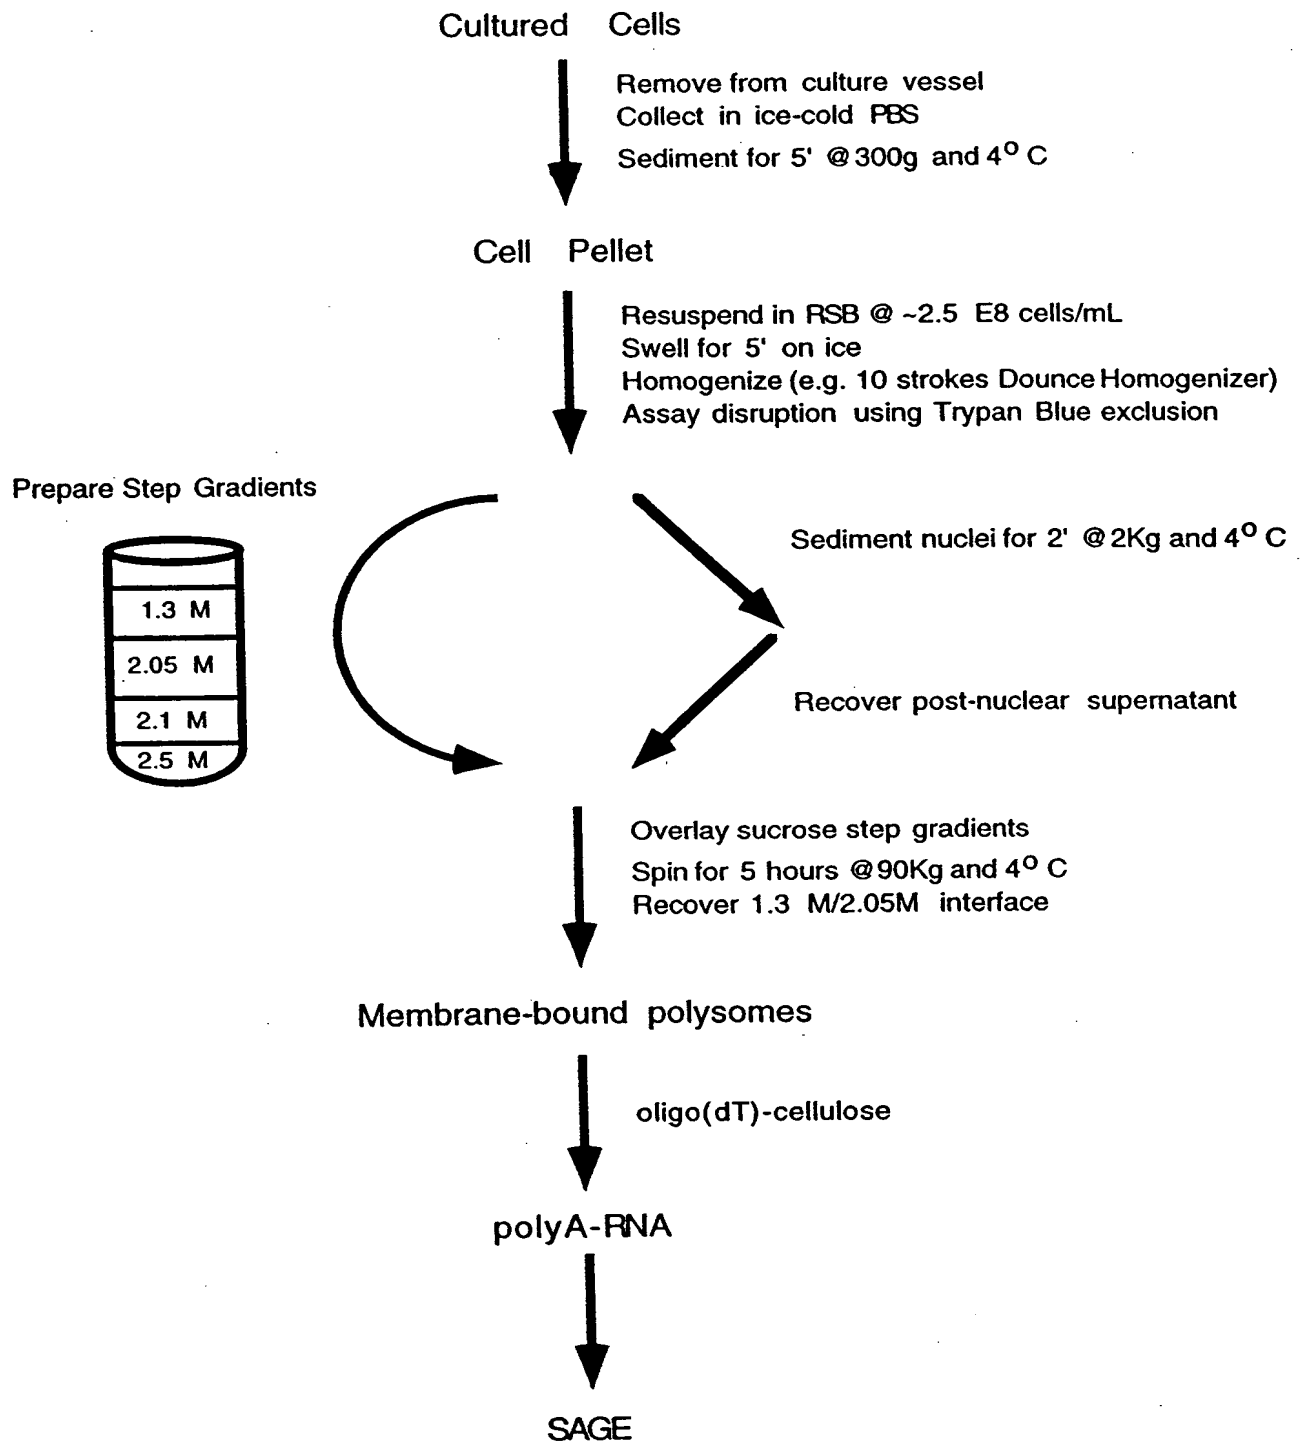 Cultured Cells
Remove from culture vessel
Collect in ice-cold PBS
Sediment for 5' @300g and 4º C
Cell Pellet
Resuspend in RSB @ ~2.5 E8 cells/mL
Swell for 5' on ice
Homogenize (e.g. 10 strokes Dounce Homogenizer)
Assay disruption using Trypan Blue exclusion
Prepare Step Gradients
1.3 M
2.05 M
2.1 M
2.5 M
Sediment nuclei for 2' @2Kg and 4º C
Recover post-nuclear supernatant
Overlay sucrose step gradients
Spin for 5 hours @90Kg and 4º C
Recover 1.3 M/2.05M interface
Membrane-bound polysomes
oligo(dT)-cellulose
polyA-RNA
SAGE